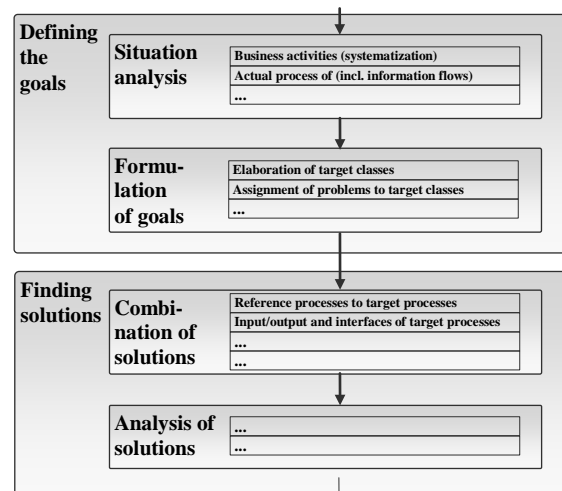 Defining
the
goals
Situation
analysis
Business activities (systematization)
Actual process of (incl. information flows)
...
Formu-
lation
of goals
Elaboration of target classes
Assignment of problems to target classes
...
Finding
solutions
Combi-
nation of
solutions
Reference processes to target processes
Input/output and interfaces of target processes
...
...
Analysis of
solutions
...
...